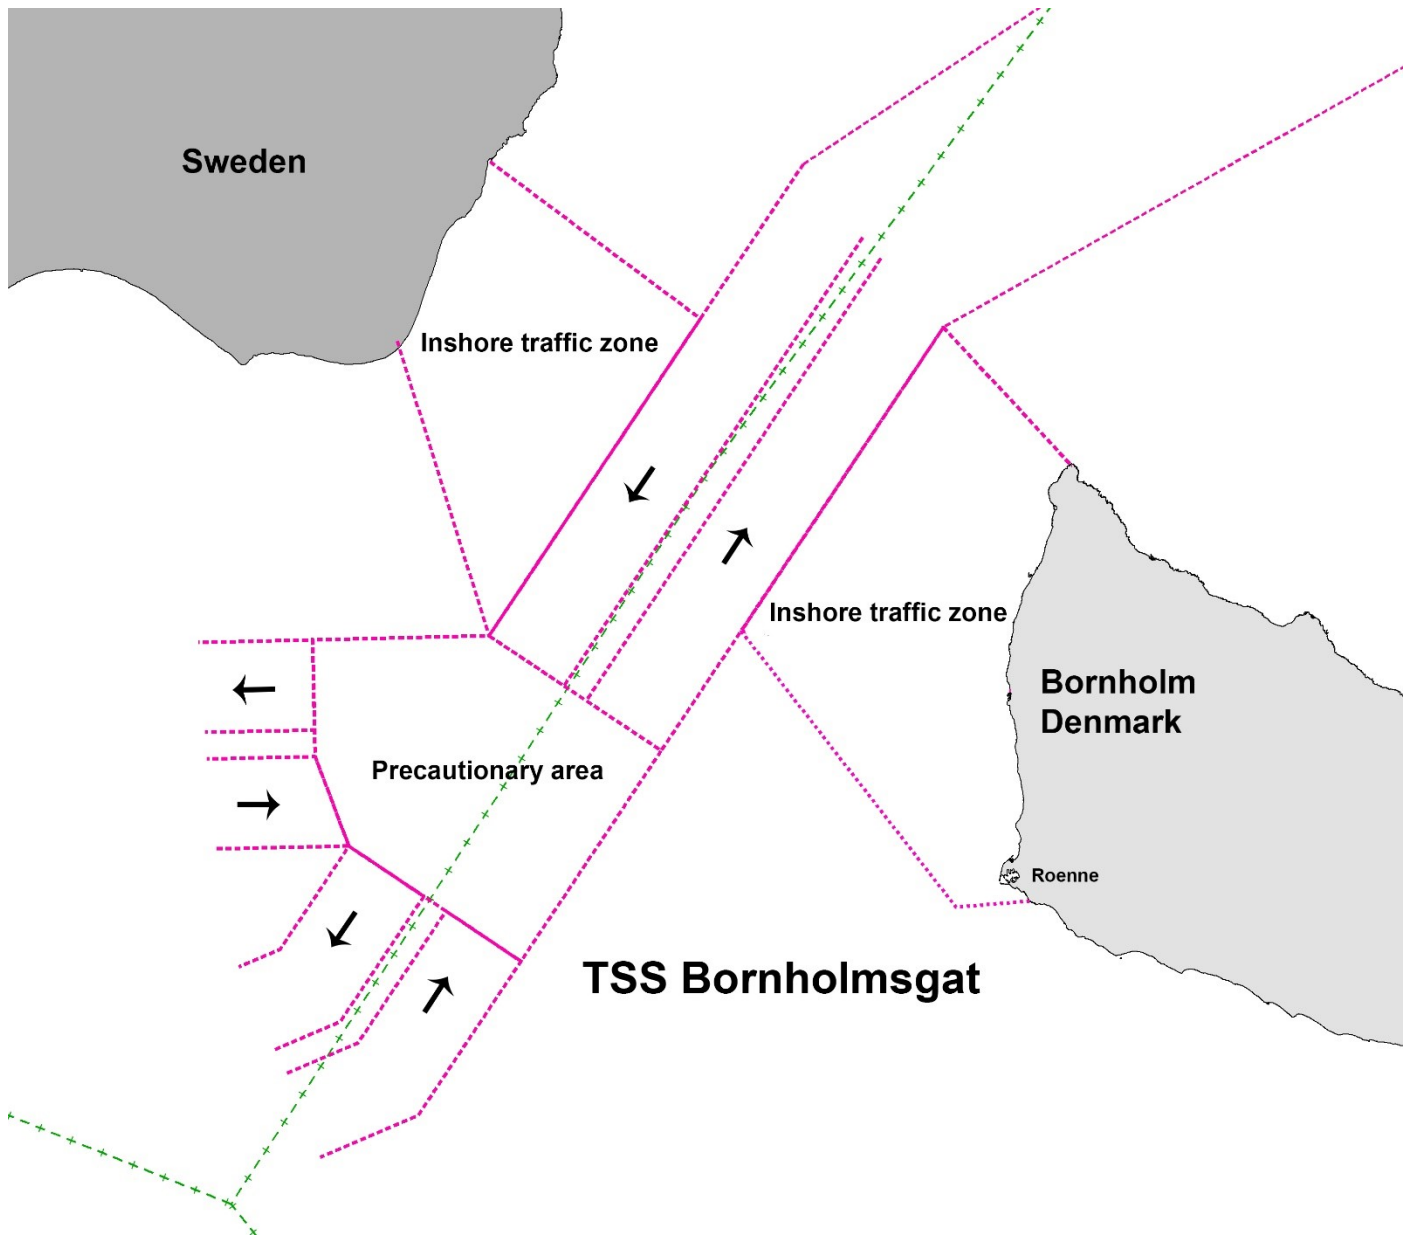 Sweden
Inshore traffic zone
Inshore traffic zone
Bornholm
Denmark
Precautionary area
Roenne
TSS Bornholmsgat